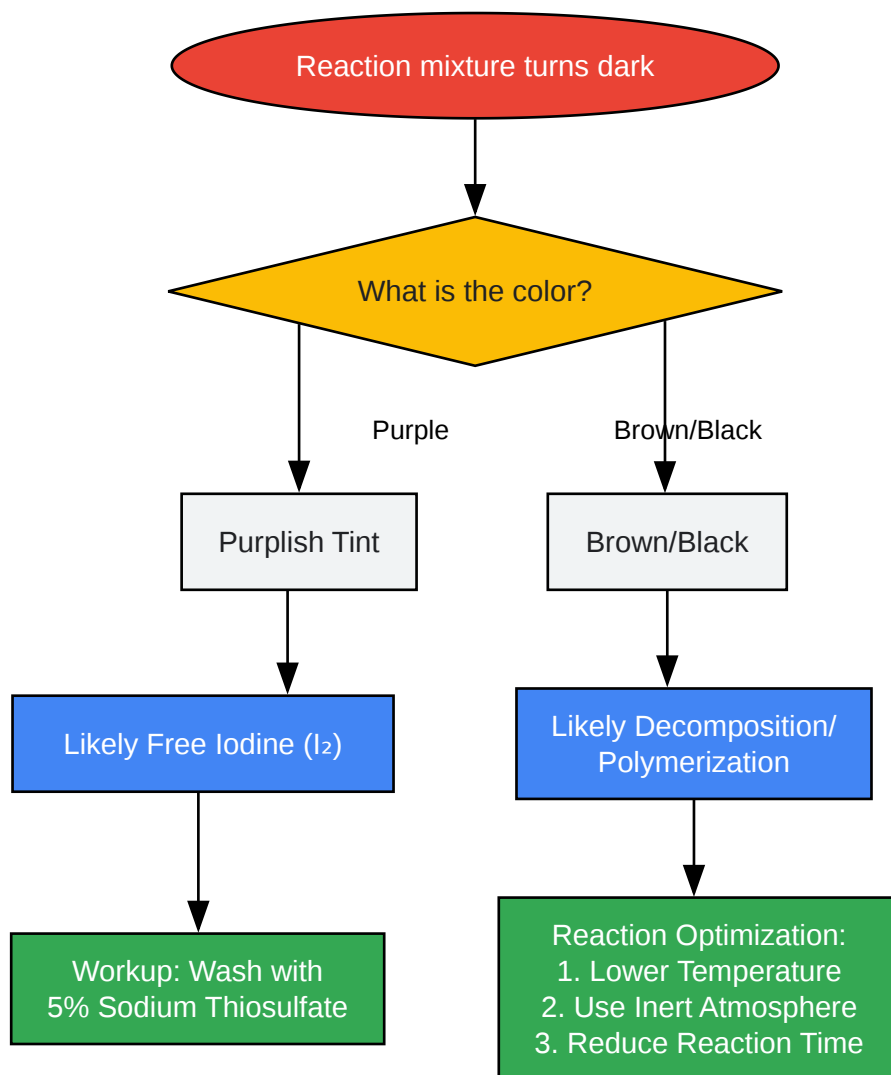 Reaction mixture turns dark
What is the color?
Purple
Brown/Black
Purplish Tint
Brown/Black
Likely Free Iodine (I₂)
Likely Decomposition/
Polymerization
Workup: Wash with
5% Sodium Thiosulfate
Reaction Optimization:
1. Lower Temperature
2. Use Inert Atmosphere
3. Reduce Reaction Time